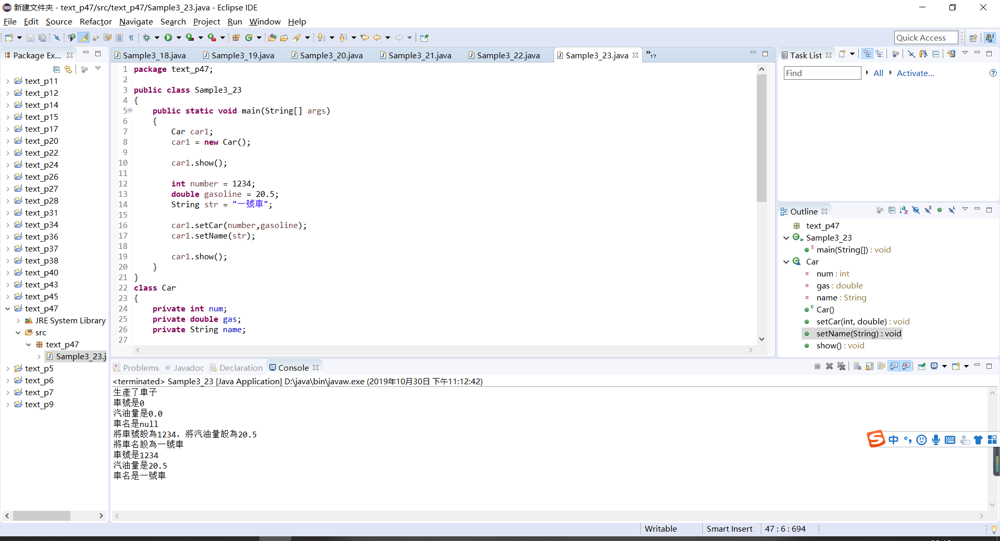 新建文件夹 - text_p47/src/text_p47/Sample3_23.java - Eclipse IDE
File Edit Source Refactor Navigate Search Project Run Window Help
Quick Access
Package Ex...
text_p11
text_p12
text_p14
text_p15
text_p17
text_p20
text_p22
text_p24
text_p26
text_p27
text_p28
text_p31
text_p34
text_p36
text_p37
text_p38
text_p40
text_p43
text_p45
text_p47
JRE System Library
src
text_p47
Sample3_23.j
text_p5
text_p6
text_p7
text_p9
Sample3_18.java Sample3_19.java Sample3_20.java Sample3_21.java Sample3_22.java Sample3_23.java »17
1 package text_p47;
2
3 public class Sample3_23
4 {
5 public static void main(String[] args)
6 {
7 Car car1;
8 car1 = new Car();
9
10 car1.show();
11
12 int number = 1234;
13 double gasoline = 20.5;
14 String str = "一號車";
15
16 car1.setCar(number,gasoline);
17 car1.setName(str);
18
19 car1.show();
20 }
21 }
22 class Car
23 {
24 private int num;
25 private double gas;
26 private String name;
27
Task List
Find All Activate...
Outline
text_p47
Sample3_23
main(String[]) : void
Car
num : int
gas : double
name : String
Car()
setCar(int, double) : void
setName(String) : void
show() : void
Problems @ Javadoc Declaration Console
<terminated> Sample3_23 [Java Application] D:\java\bin\javaw.exe (2019年10月30日 下午11:12:42)
生產了車子
車號是0
汽油量是0.0
車名是null
將車號設為1234，將汽油量設為20.5
將車名設為一號車
車號是1234
汽油量是20.5
車名是一號車
中
Writable Smart Insert 47 : 6 : 694